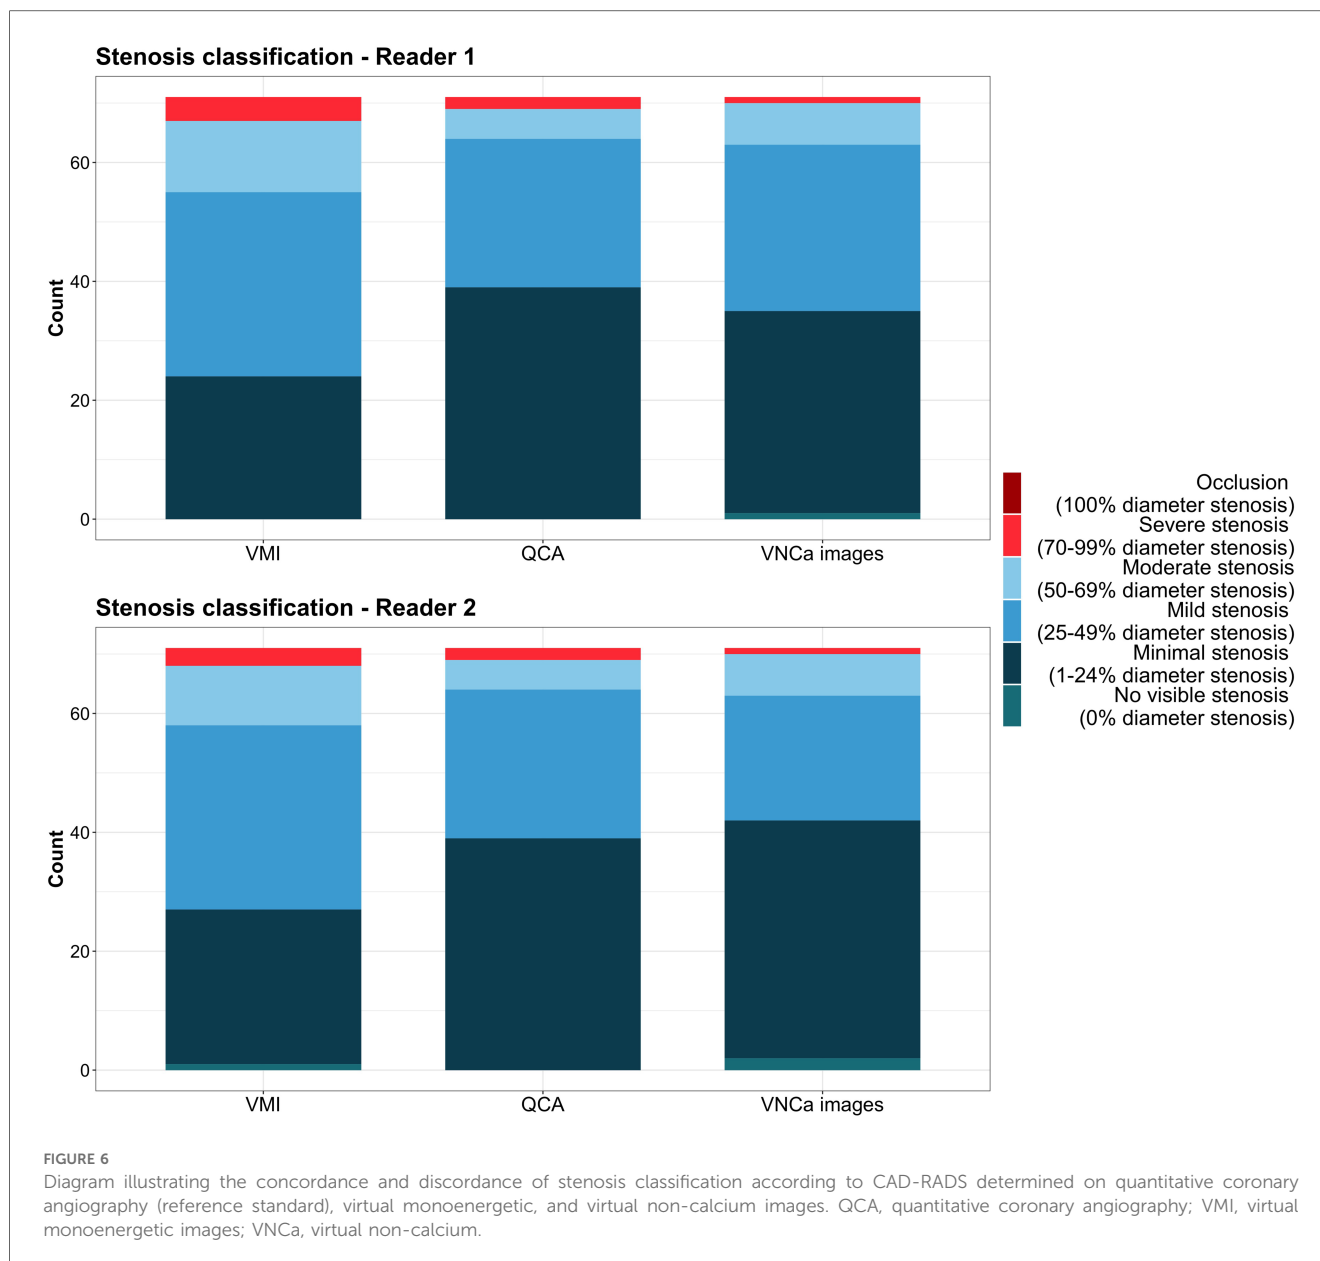 Stenosis classification - Reader 1
60
40
20
0
Count
VMI
QCA
VNCa images
Occlusion
(100% diameter stenosis)
Severe stenosis
(70-99% diameter stenosis)
Moderate stenosis
(50-69% diameter stenosis)
Mild stenosis
(25-49% diameter stenosis)
Minimal stenosis
(1-24% diameter stenosis)
No visible stenosis
(0% diameter stenosis)
Stenosis classification - Reader 2
60
40
20
0
Count
VMI
QCA
VNCa images
FIGURE 6
Diagram illustrating the concordance and discordance of stenosis classification according to CAD-RADS determined on quantitative coronary
angiography (reference standard), virtual monoenergetic, and virtual non-calcium images. QCA, quantitative coronary angiography; VMI, virtual
monoenergetic images; VNCa, virtual non-calcium.